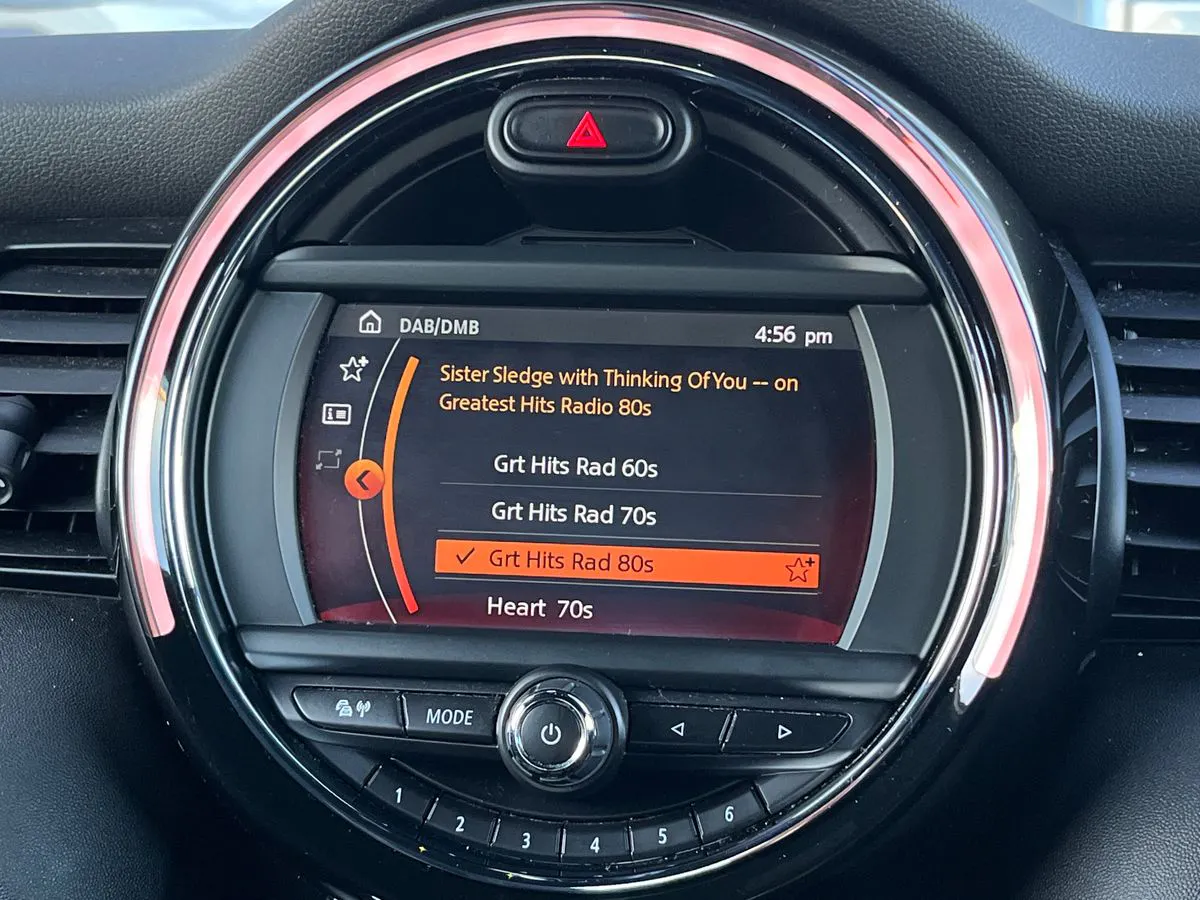 DAB/DMB
4:56 pm
Sister Sledge with Thinking Of You -- on
Greatest Hits Radio 80s
Grt Hits Rad 60s
Grt Hits Rad 70s
Grt Hits Rad 80s
Heart 70s
MODE
1
2
3
4
5
6